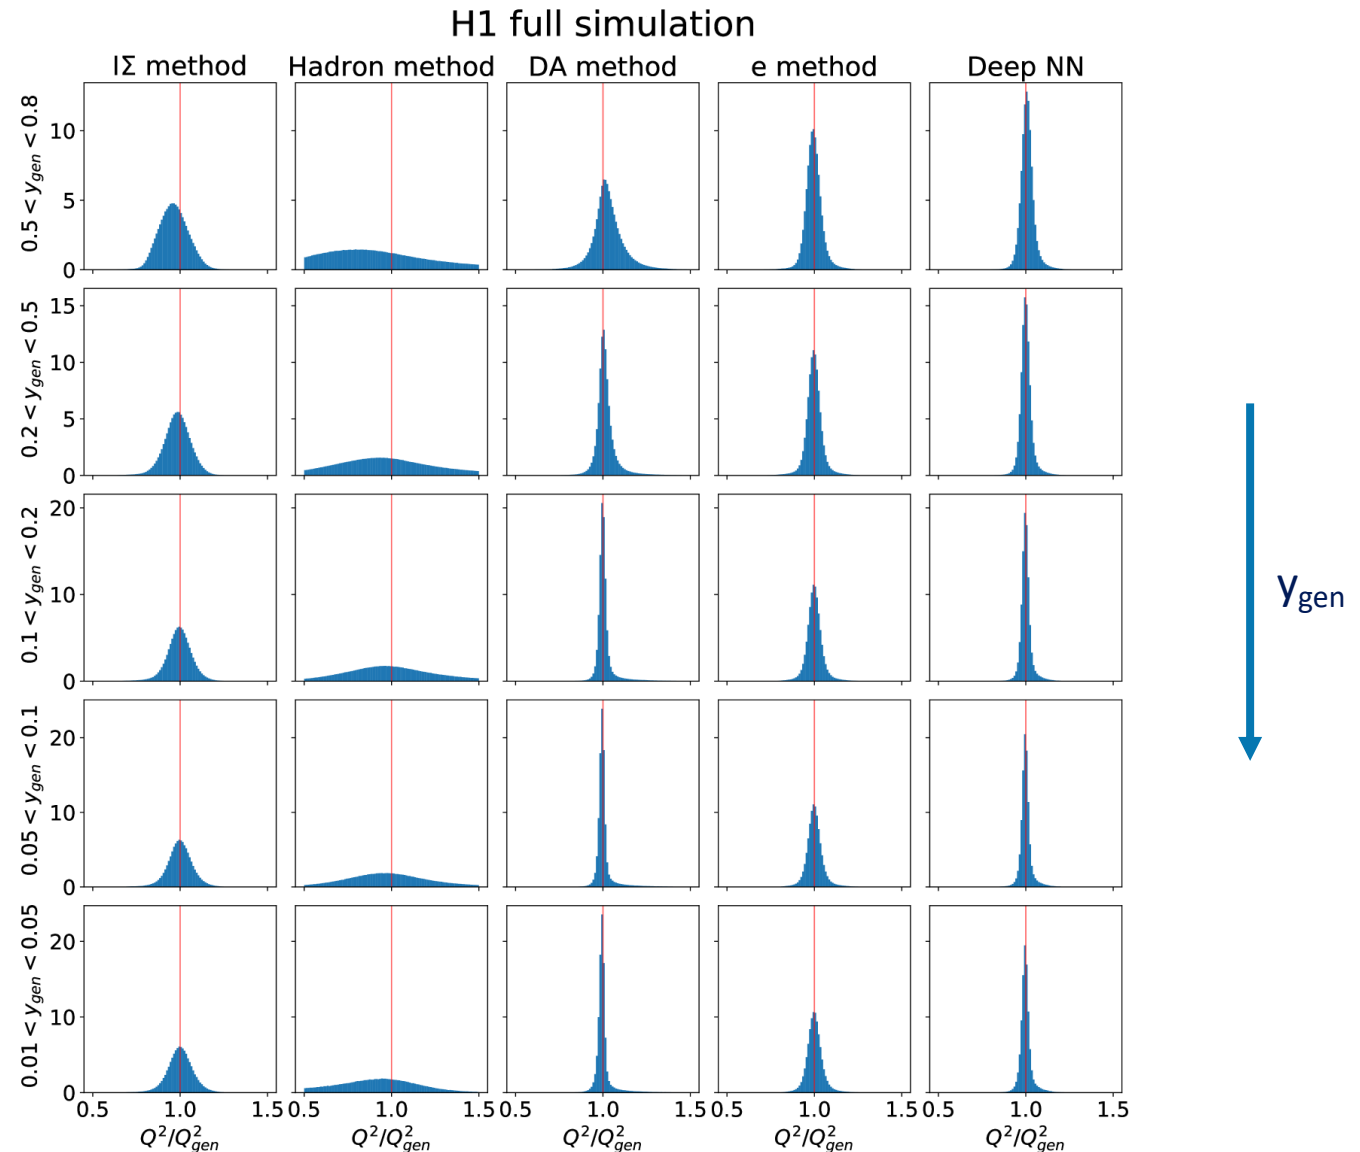 H1 full simulation
IΣ method Hadron method DA method e method Deep NN
0.5 < y_gen < 0.8
10
5
0
0.2 < y_gen < 0.5
15
10
5
0
0.1 < y_gen < 0.2
20
10
0
0.05 < y_gen < 0.1
20
10
0
0.01 < y_gen < 0.05
20
10
0
0.5 1.0 1.5 0.5 1.0 1.5 0.5 1.0 1.5 0.5 1.0 1.5 0.5 1.0 1.5
Q²/Q²_gen Q²/Q²_gen Q²/Q²_gen Q²/Q²_gen Q²/Q²_gen
y_gen